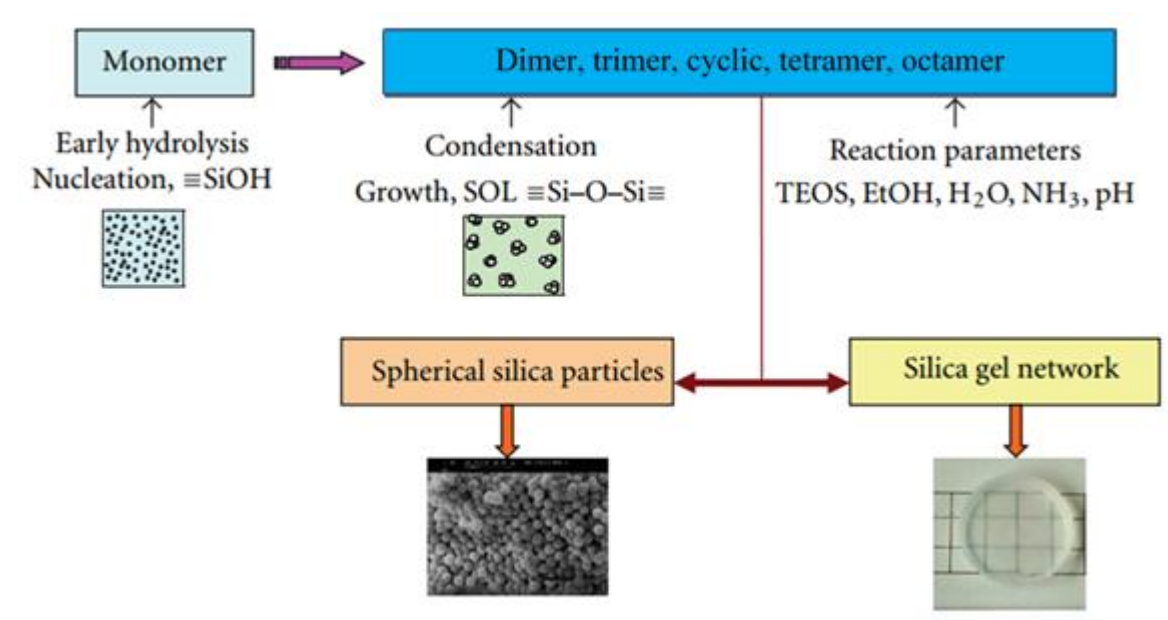 Monomer
Dimer, trimer, cyclic, tetramer, octamer
Early hydrolysis
Nucleation, ≡SiOH
Condensation
Growth, SOL ≡Si–O–Si≡
Reaction parameters
TEOS, EtOH, H₂O, NH₃, pH
Spherical silica particles
Silica gel network